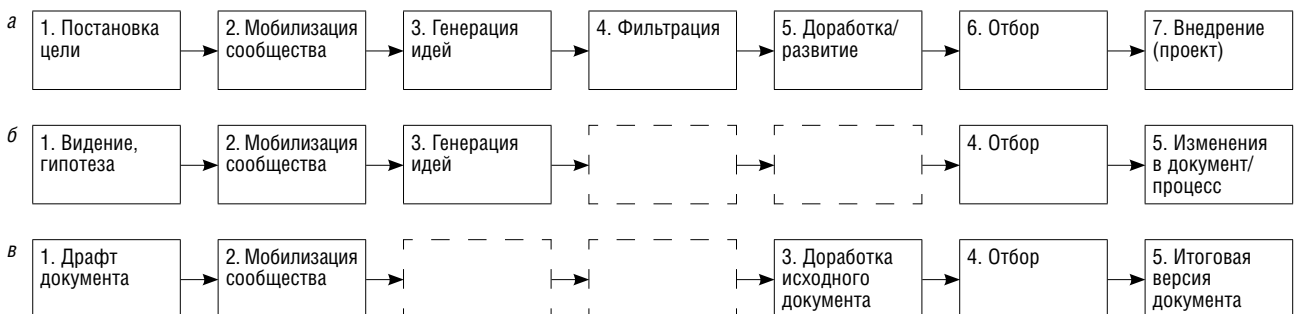 а
1. Постановка
цели
2. Мобилизация
сообщества
3. Генерация
идей
4. Фильтрация
5. Доработка/
развитие
6. Отбор
7. Внедрение
(проект)
б
1. Видение,
гипотеза
2. Мобилизация
сообщества
3. Генерация
идей
4. Отбор
5. Изменения
в документ/
процесс
в
1. Драфт
документа
2. Мобилизация
сообщества
3. Доработка
исходного
документа
4. Отбор
5. Итоговая
версия
документа